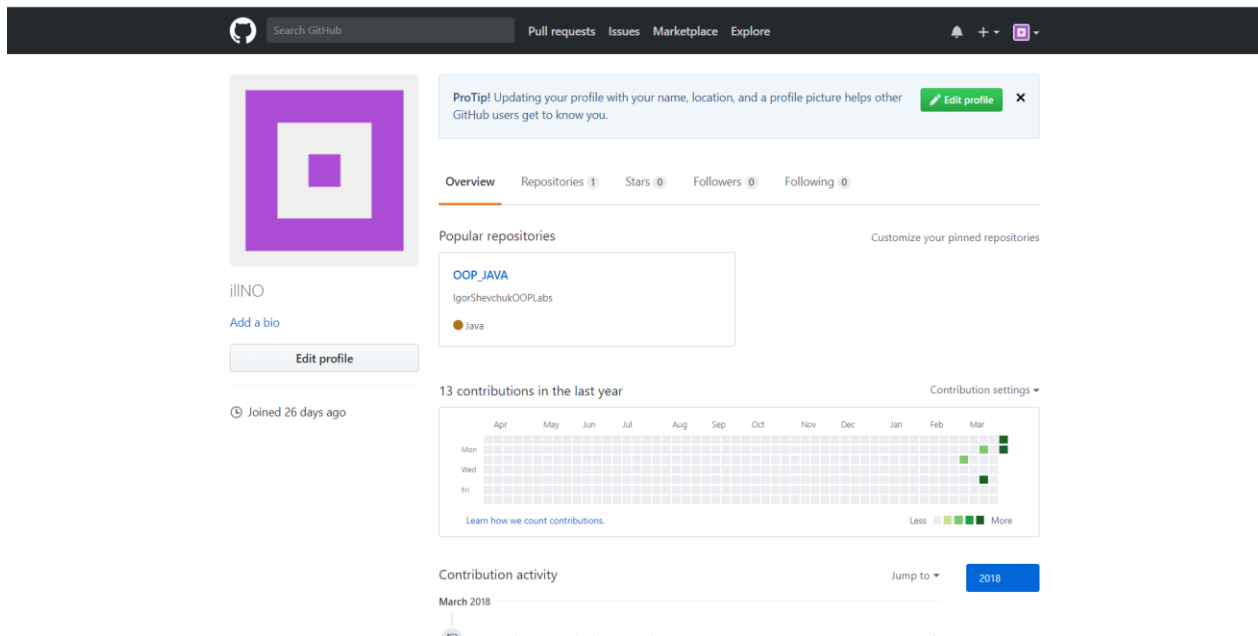 Search GitHub
Pull requests Issues Marketplace Explore
ProTip! Updating your profile with your name, location, and a profile picture helps other
GitHub users get to know you.
Edit profile
Overview Repositories 1 Stars 0 Followers 0 Following 0
Popular repositories
Customize your pinned repositories
OOP_JAVA
IgorShevchukOOPLabs
Java
illNO
Add a bio
Edit profile
Joined 26 days ago
13 contributions in the last year
Contribution settings
Apr May Jun Jul Aug Sep Oct Nov Dec Jan Feb Mar
Mon
Wed
Fri
Learn how we count contributions.
Less More
Contribution activity
Jump to
2018
March 2018